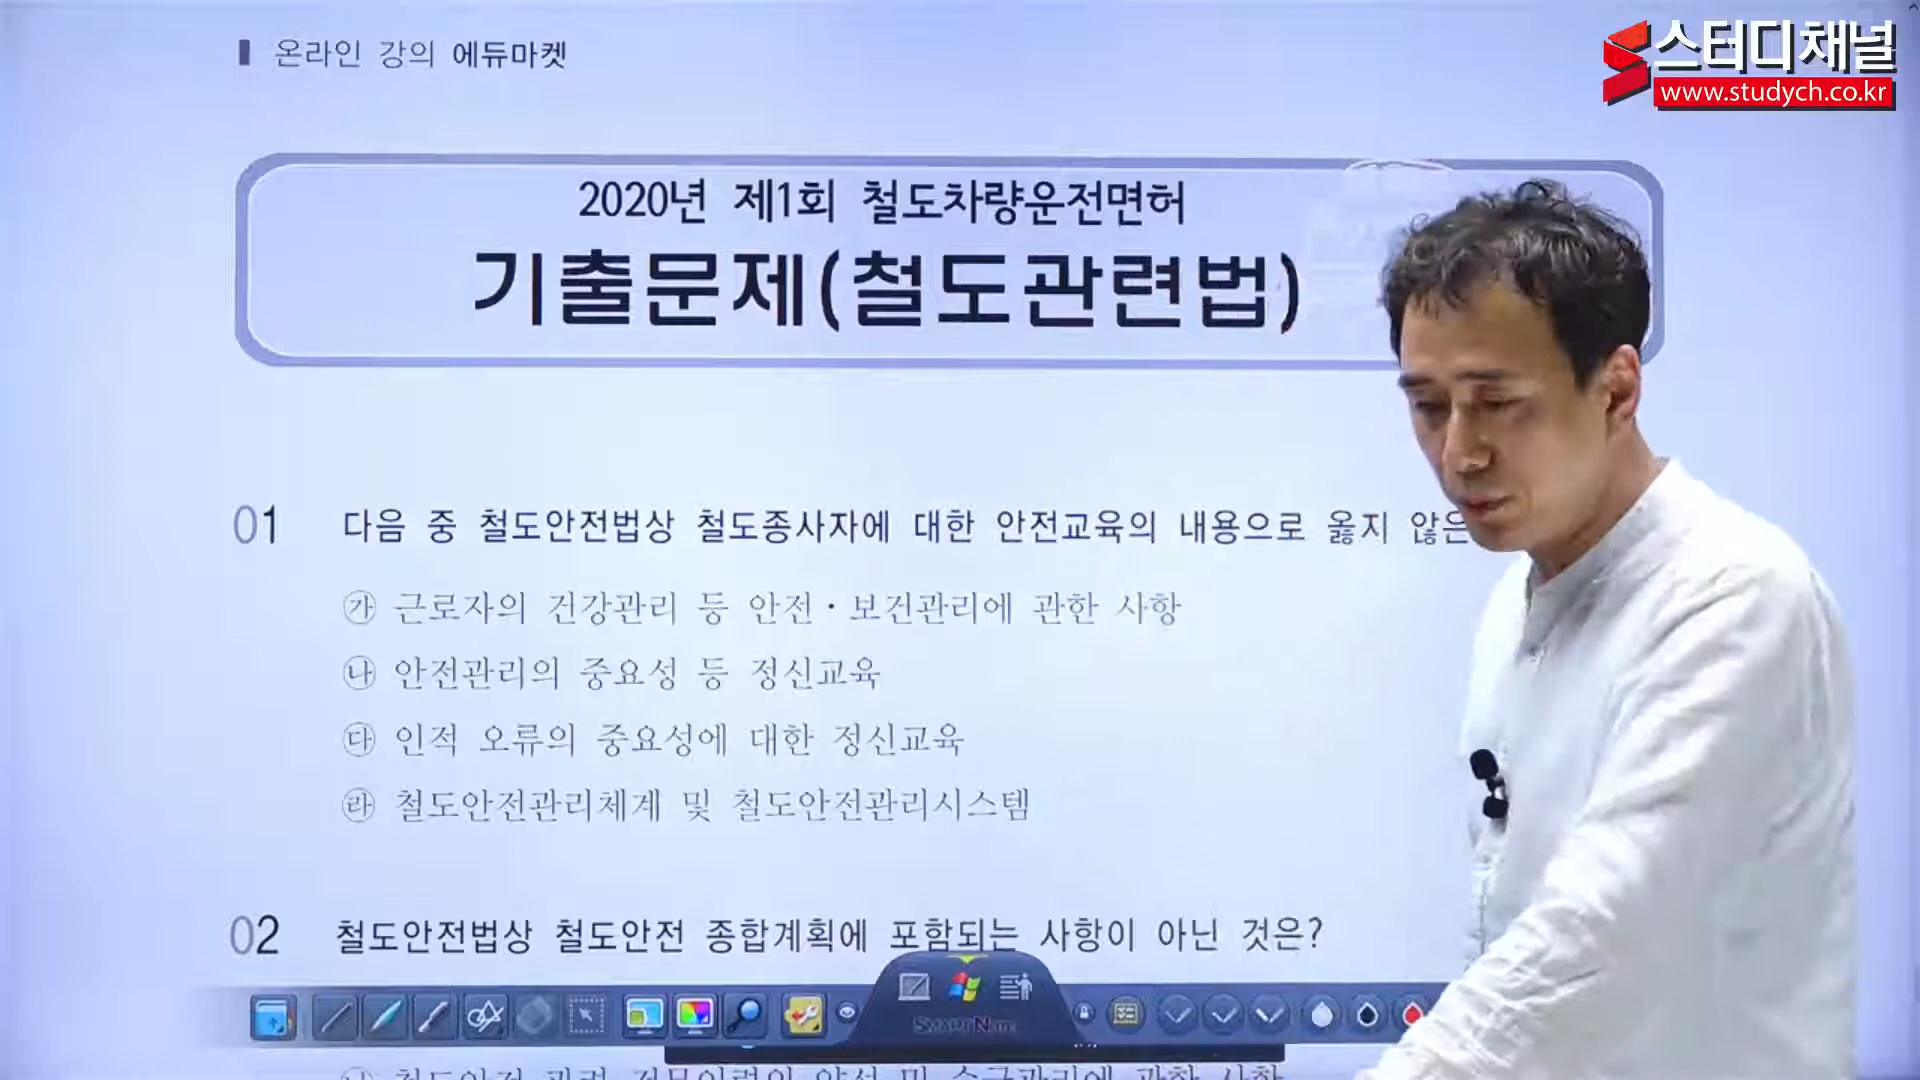 온라인 강의 에듀마켓
스터디채널
www.studych.co.kr
2020년 제1회 철도차량운전면허
기출문제(철도관련법)
01 다음 중 철도안전법상 철도종사자에 대한 안전교육의 내용으로 옳지 않은
㉮ 근로자의 건강관리 등 안전·보건관리에 관한 사항
㉯ 안전관리의 중요성 등 정신교육
㉰ 인적 오류의 중요성에 대한 정신교육
㉱ 철도안전관리체계 및 철도안전관리시스템
02 철도안전법상 철도안전 종합계획에 포함되는 사항이 아닌 것은?